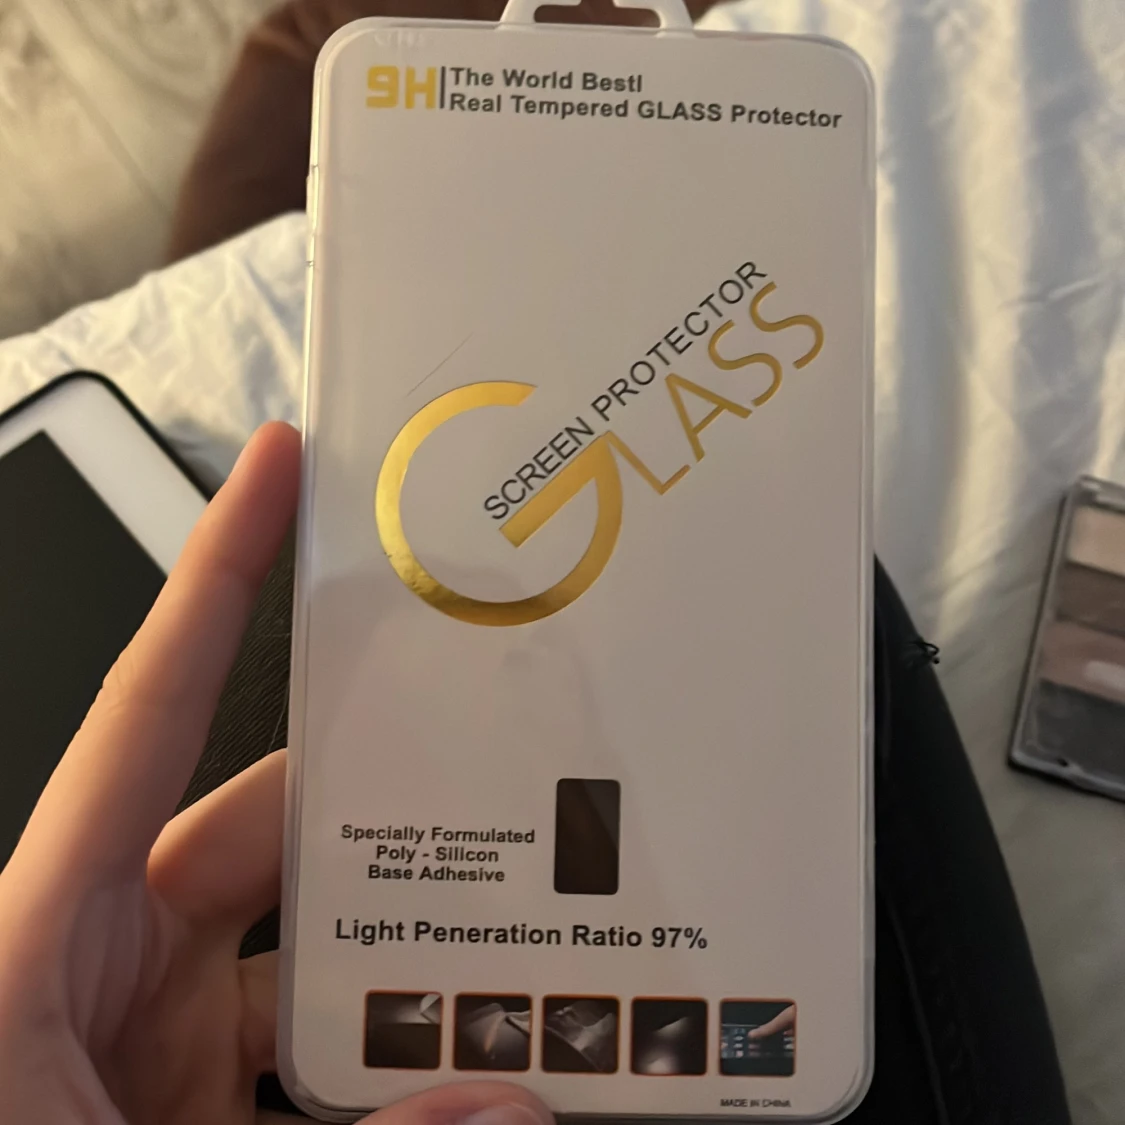 9H The World Bestl
Real Tempered GLASS Protector
SCREEN PROTECTOR
GLASS
Specially Formulated
Poly - Silicon
Base Adhesive
Light Peneration Ratio 97%
MADE IN CHINA